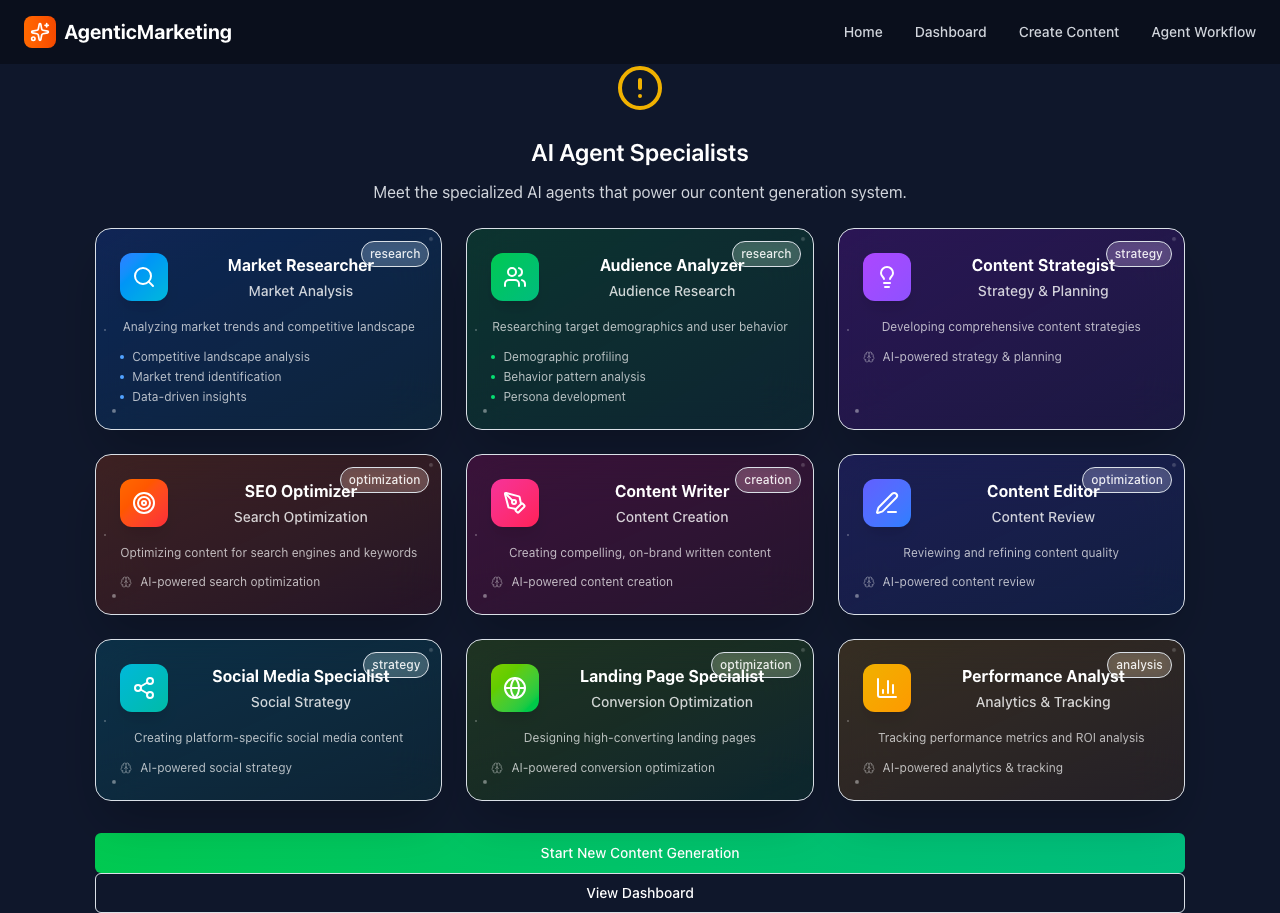 AgenticMarketing
Home
Dashboard
Create Content
Agent Workflow
AI Agent Specialists
Meet the specialized AI agents that power our content generation system.
research
Market Researcher
Market Analysis
Analyzing market trends and competitive landscape
Competitive landscape analysis
Market trend identification
Data-driven insights
research
Audience Analyzer
Audience Research
Researching target demographics and user behavior
Demographic profiling
Behavior pattern analysis
Persona development
strategy
Content Strategist
Strategy & Planning
Developing comprehensive content strategies
AI-powered strategy & planning
optimization
SEO Optimizer
Search Optimization
Optimizing content for search engines and keywords
AI-powered search optimization
creation
Content Writer
Content Creation
Creating compelling, on-brand written content
AI-powered content creation
optimization
Content Editor
Content Review
Reviewing and refining content quality
AI-powered content review
strategy
Social Media Specialist
Social Strategy
Creating platform-specific social media content
AI-powered social strategy
optimization
Landing Page Specialist
Conversion Optimization
Designing high-converting landing pages
AI-powered conversion optimization
analysis
Performance Analyst
Analytics & Tracking
Tracking performance metrics and ROI analysis
AI-powered analytics & tracking
Start New Content Generation
View Dashboard